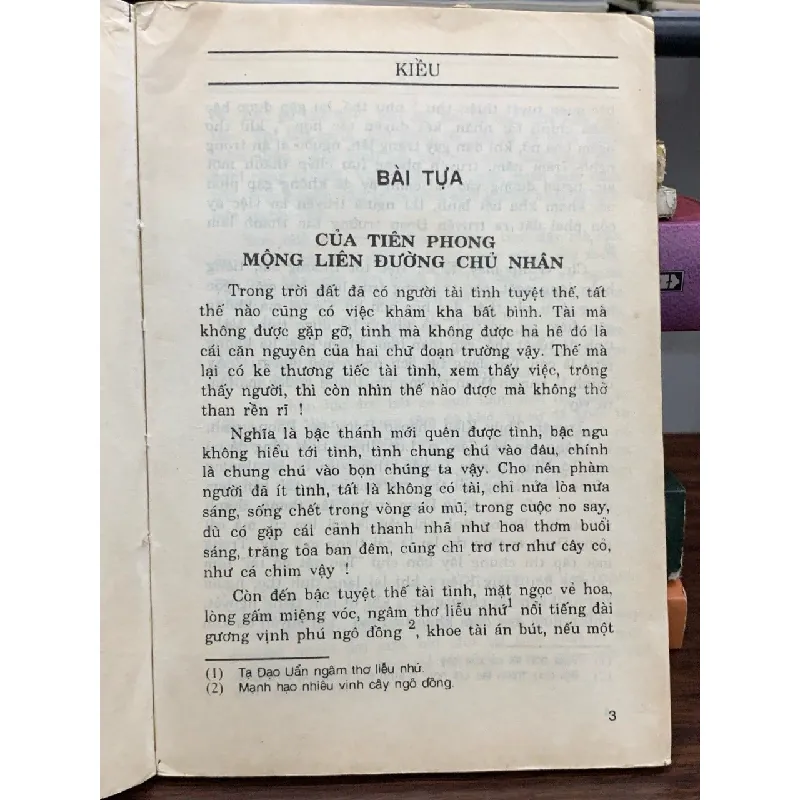 KIỀU
BÀI TỰA
CỦA TIÊN PHONG
MỘNG LIÊN ĐƯỜNG CHỦ NHÂN
Trong trời đất đã có người tài tình tuyệt thế, tất
thế nào cũng có việc khảm kha bất bình. Tài mà
không được gặp gỡ, tình mà không được hả hê đó là
cái căn nguyên của hai chữ đoạn trường vậy. Thế mà
lại có kẻ thương tiếc tài tình, xem thấy việc, trông
thấy người, thì còn nhìn thế nào được mà không thở
than rền rĩ !
Nghĩa là bậc thánh mới quên được tình, bậc ngu
không hiểu tới tình, tình chung chú vào đâu, chính
là chung chú vào bọn chúng ta vậy. Cho nên phàm
người đã ít tình, tất là không có tài, chỉ nửa lòa nửa
sáng, sống chết trong vòng áo mũ, trong cuộc no say,
dù có gặp cái cảnh thanh nhã như hoa thơm buổi
sáng, trăng tỏa ban đêm, cũng chỉ trơ trơ như cây cỏ,
như cá chim vậy !
Còn đến bậc tuyệt thế tài tình, mặt ngọc vẻ hoa,
lòng gấm miệng vóc, ngâm thơ liễu nhứ1 nổi tiếng dài
gương vịnh phú ngô đồng 2, khoe tài án bút, nếu một
(1) Tạ Đạo Uẩn ngâm thơ liễu nhứ.
(2) Mạnh hạo nhiêu vinh cây ngô đồng.
3